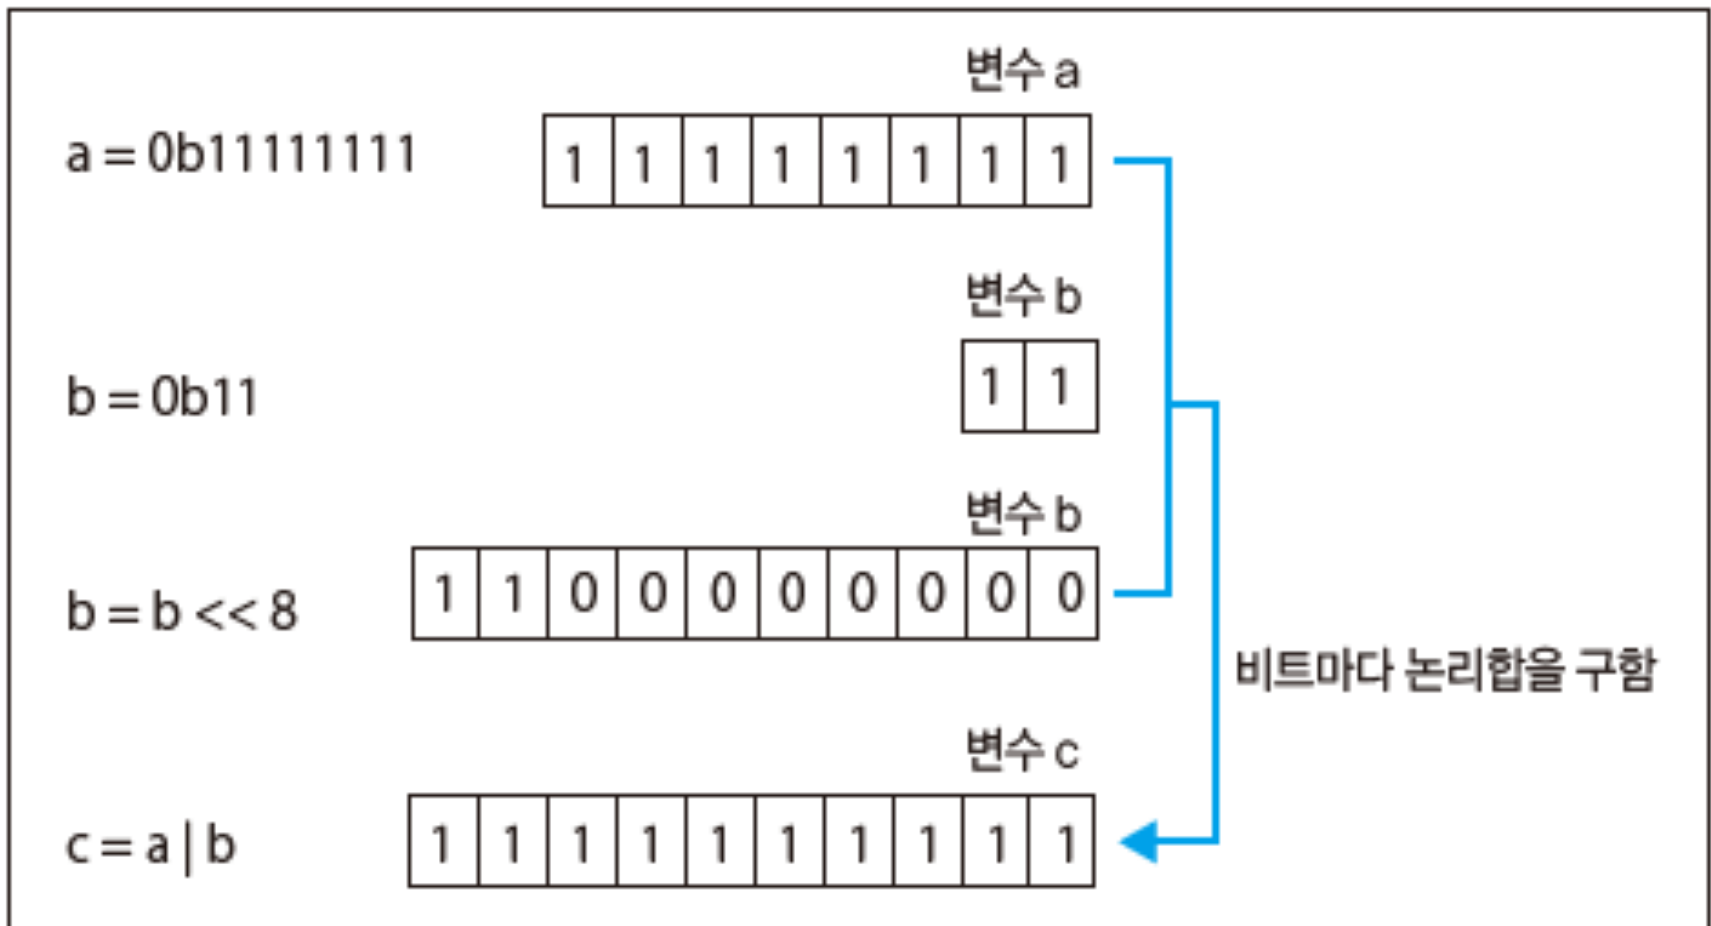 변수 a
a = 0b11111111
1 1 1 1 1 1 1 1
변수 b
b = 0b11
1 1
변수 b
b = b << 8
1 1 0 0 0 0 0 0 0 0
비트마다 논리합을 구함
변수 c
c = a | b
1 1 1 1 1 1 1 1 1 1